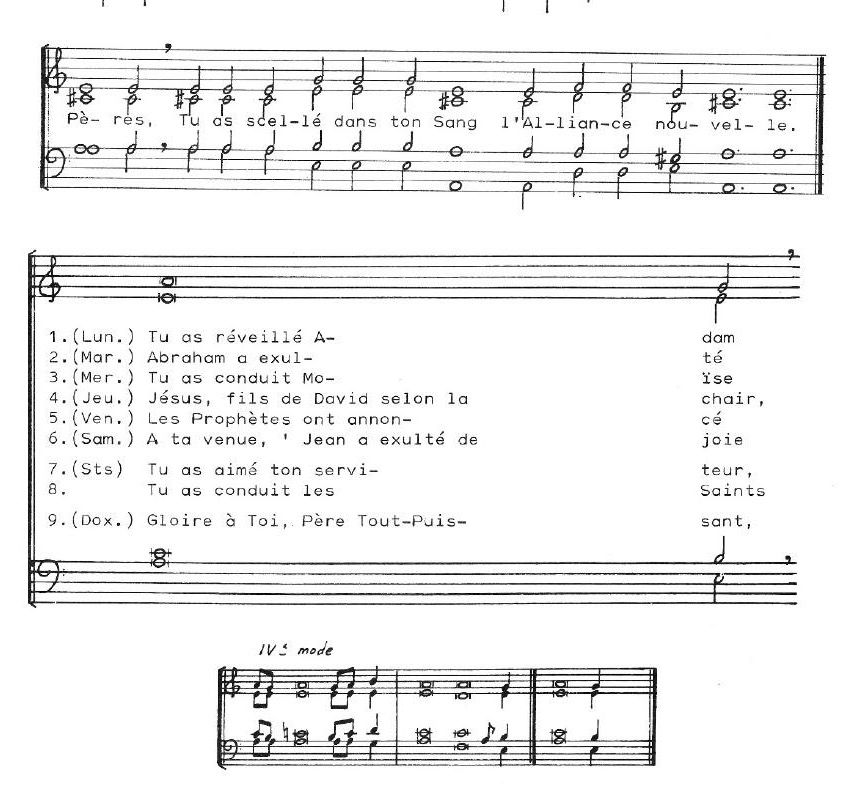 Pè- res, Tu as scel-lé dans ton Sang l'Al-lian-ce nou- vel- le.
1.(Lun.) Tu as réveillé A- dam
2.(Mar.) Abraham a exul- té
3.(Mer.) Tu as conduit Mo- ïse
4.(Jeu.) Jésus, fils de David selon la chair,
5.(Ven.) Les Prophètes ont annon- cé
6.(Sam.) A ta venue, ' Jean a exulté de joie
7.(Sts) Tu as aimé ton servi- teur,
8. Tu as conduit les Saints
9.(Dox.) Gloire à Toi, Père Tout-Puis- sant,
IVe mode